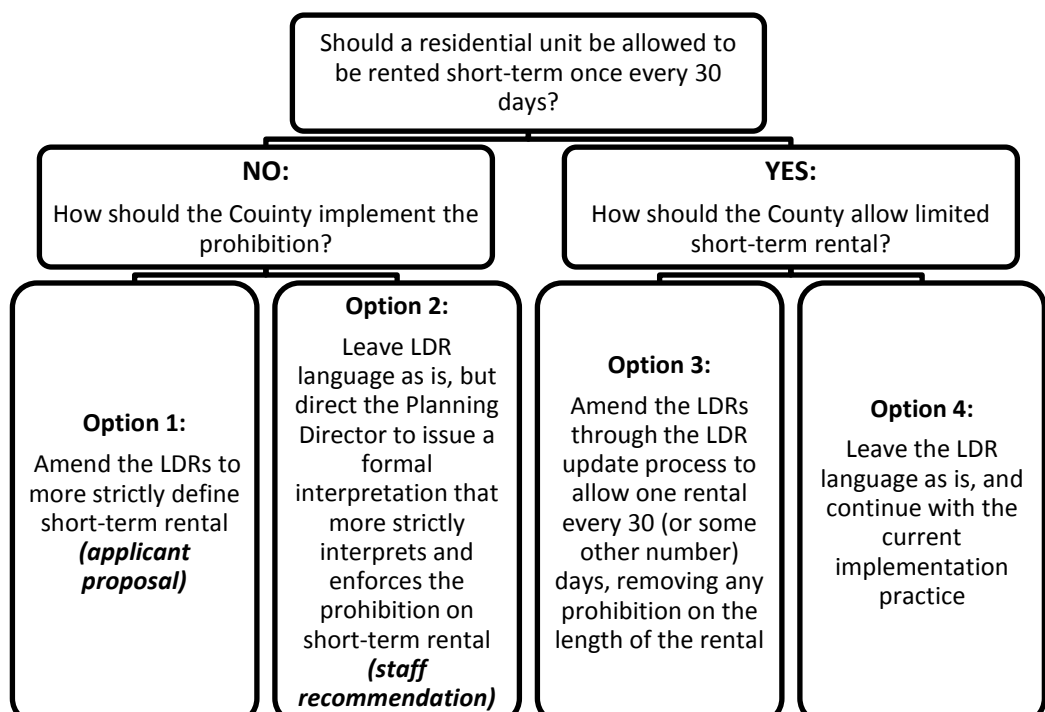 Should a residential unit be allowed to
be rented short-term once every 30
days?
NO:
How should the Couinty implement the
prohibition?
YES:
How should the County allow limited
short-term rental?
Option 1:
Amend the LDRs to
more strictly define
short-term rental
(applicant
proposal)
Option 2:
Leave LDR
language as is, but
direct the Planning
Director to issue a
formal
interpretation that
more strictly
interprets and
enforces the
prohibition on
short-term rental
(staff
recommendation)
Option 3:
Amend the LDRs
through the LDR
update process to
allow one rental
every 30 (or some
other number)
days, removing any
prohibition on the
length of the rental
Option 4:
Leave the LDR
language as is, and
continue with the
current
implementation
practice